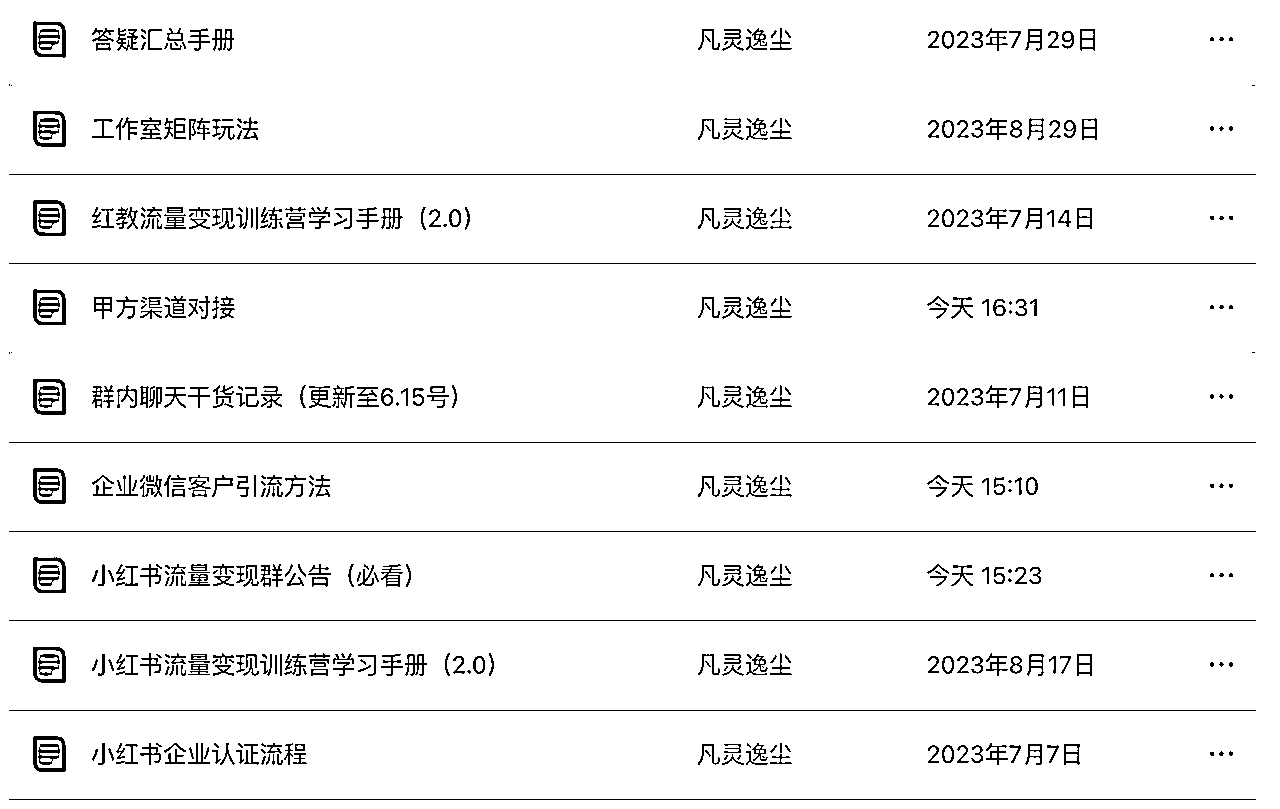 答疑汇总手册 凡灵逸尘 2023年7月29日 ···
工作室矩阵玩法 凡灵逸尘 2023年8月29日 ···
红教流量变现训练营学习手册（2.0） 凡灵逸尘 2023年7月14日 ···
甲方渠道对接 凡灵逸尘 今天 16:31 ···
群内聊天干货记录（更新至6.15号） 凡灵逸尘 2023年7月11日 ···
企业微信客户引流方法 凡灵逸尘 今天 15:10 ···
小红书流量变现群公告（必看） 凡灵逸尘 今天 15:23 ···
小红书流量变现训练营学习手册（2.0） 凡灵逸尘 2023年8月17日 ···
小红书企业认证流程 凡灵逸尘 2023年7月7日 ···